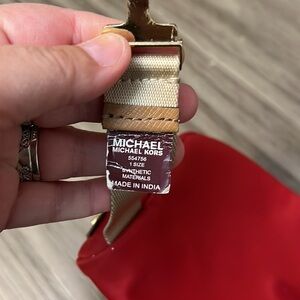 MICHAEL
MICHAEL KORS
554756
1 SIZE
SYNTHETIC
MATERIALS
MADE IN INDIA